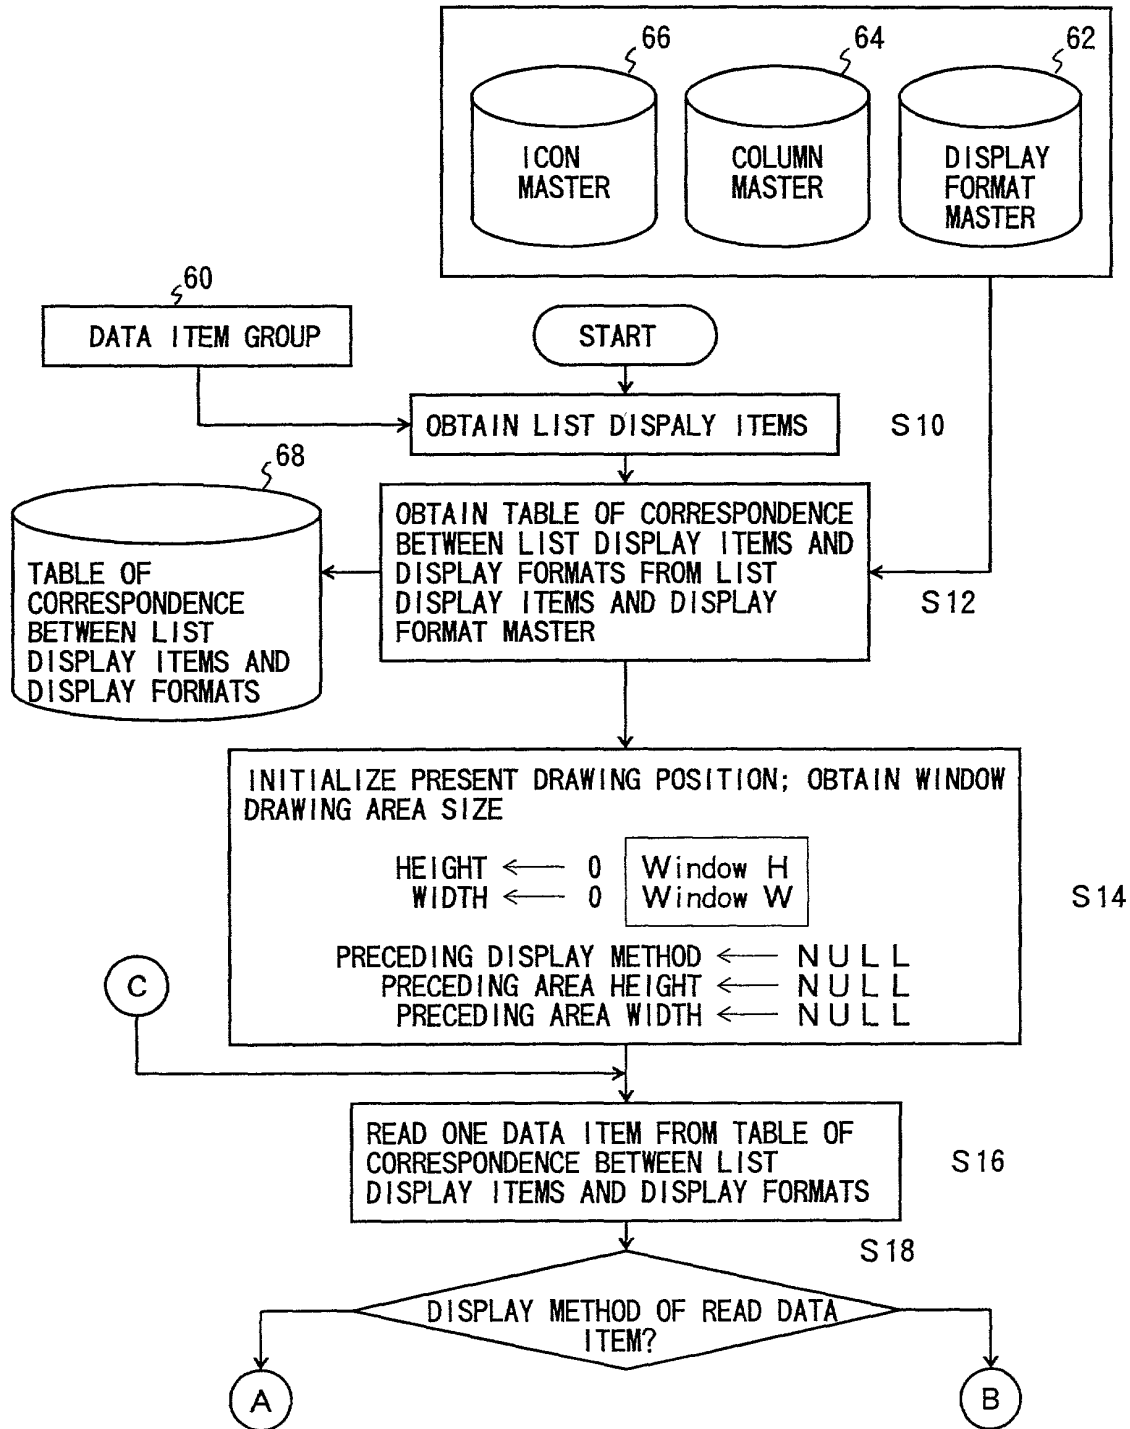 66
64
62
ICON
MASTER
COLUMN
MASTER
DISPLAY
FORMAT
MASTER
60
DATA ITEM GROUP
START
OBTAIN LIST DISPALY ITEMS
S10
68
TABLE OF
CORRESPONDENCE
BETWEEN LIST
DISPLAY ITEMS AND
DISPLAY FORMATS
OBTAIN TABLE OF CORRESPONDENCE
BETWEEN LIST DISPLAY ITEMS AND
DISPLAY FORMATS FROM LIST
DISPLAY ITEMS AND DISPLAY
FORMAT MASTER
S12
INITIALIZE PRESENT DRAWING POSITION; OBTAIN WINDOW
DRAWING AREA SIZE
HEIGHT ← 0 Window H
WIDTH ← 0 Window W
S14
PRECEDING DISPLAY METHOD ← NULL
PRECEDING AREA HEIGHT ← NULL
PRECEDING AREA WIDTH ← NULL
C
READ ONE DATA ITEM FROM TABLE OF
CORRESPONDENCE BETWEEN LIST
DISPLAY ITEMS AND DISPLAY FORMATS
S16
S18
DISPLAY METHOD OF READ DATA
ITEM?
A
B